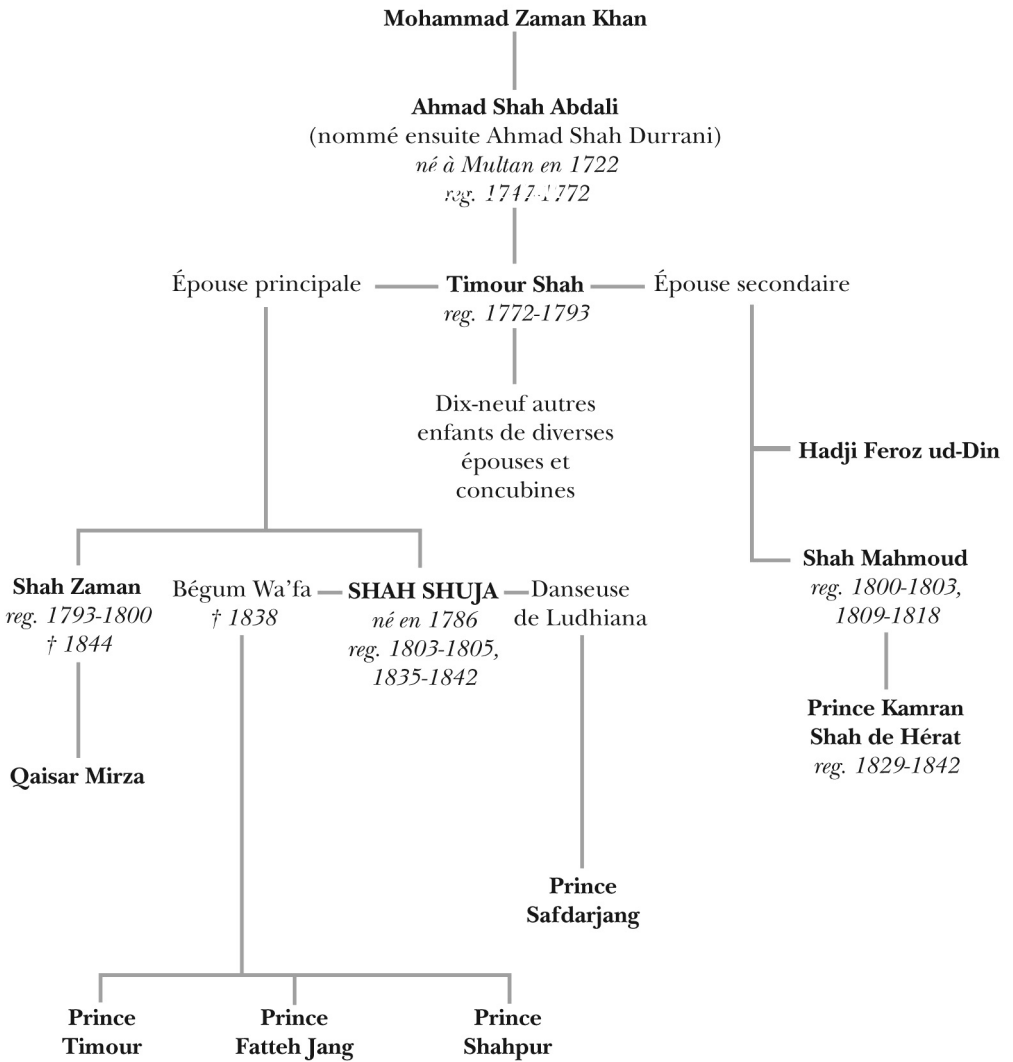 Mohammad Zaman Khan
Ahmad Shah Abdali
(nommé ensuite Ahmad Shah Durrani)
né à Multan en 1722
reg. 1747-1772
Épouse principale
Timour Shah
reg. 1772-1793
Épouse secondaire
Dix-neuf autres
enfants de diverses
épouses et
concubines
Hadji Feroz ud-Din
Shah Mahmoud
reg. 1800-1803,
1809-1818
Prince Kamran
Shah de Hérat
reg. 1829-1842
Shah Zaman
reg. 1793-1800
† 1844
Qaisar Mirza
Bégum Wa’fa
† 1838
SHAH SHUJA
né en 1786
reg. 1803-1805,
1835-1842
Danseuse
de Ludhiana
Prince
Safdarjang
Prince
Timour
Prince
Fatteh Jang
Prince
Shahpur